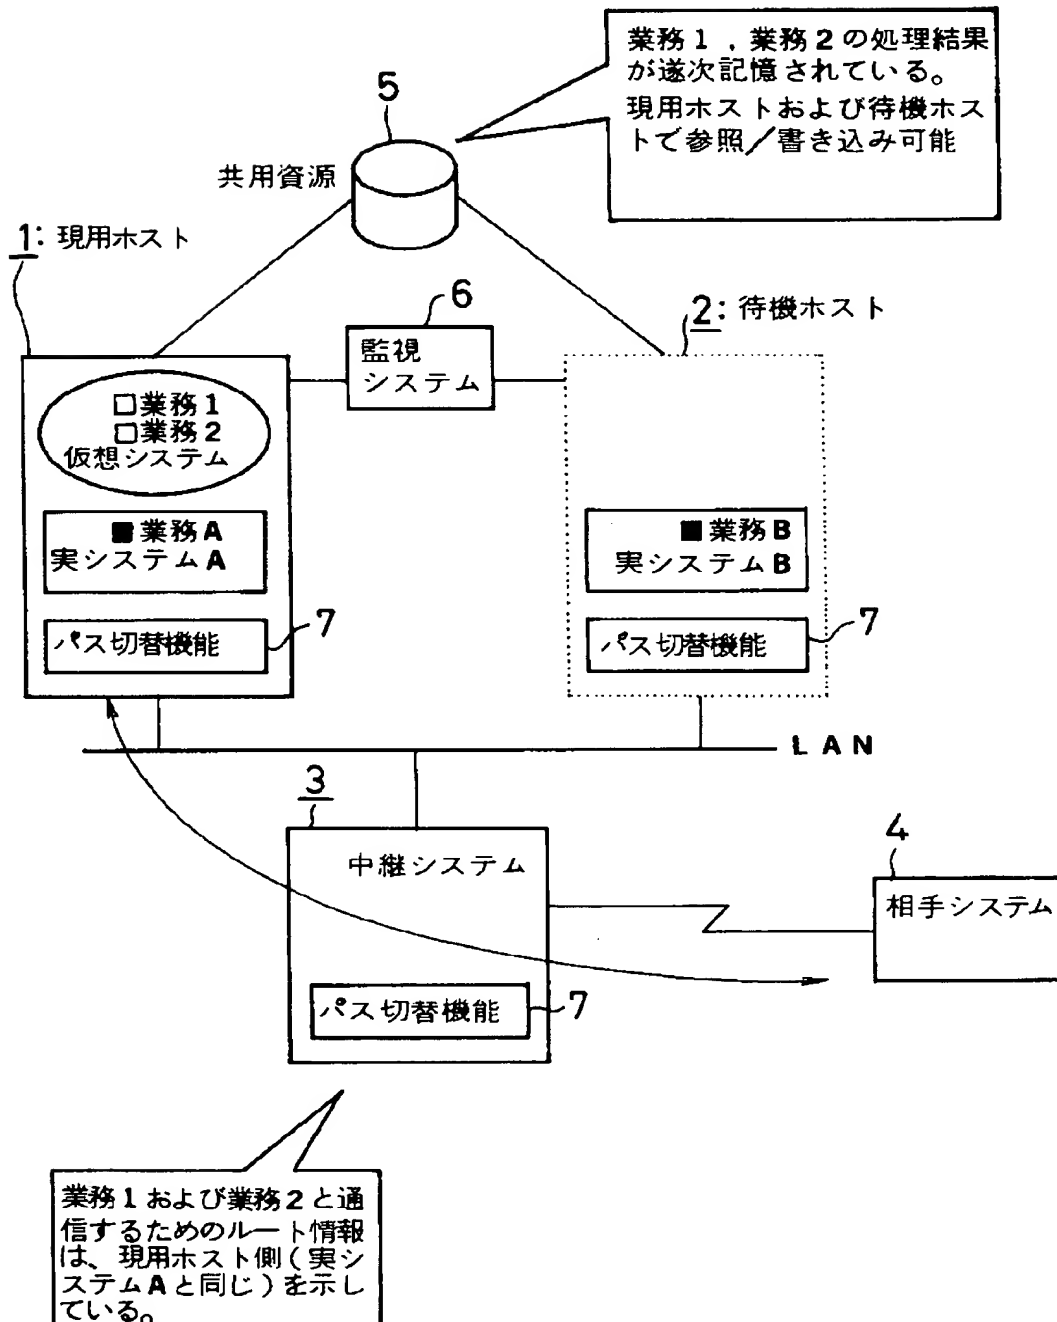 業務1，業務2の処理結果
が遂次記憶されている。
現用ホストおよび待機ホス
トで参照／書き込み可能
5
共用資源
1：現用ホスト
6
監視
システム
2：待機ホスト
□業務1
□業務2
仮想システム
■業務A
実システムA
パス切替機能
7
■業務B
実システムB
パス切替機能
7
LAN
3
中継システム
パス切替機能
7
4
相手システム
業務1および業務2と通
信するためのルート情報
は、現用ホスト側（実シ
ステムAと同じ）を示し
ている。